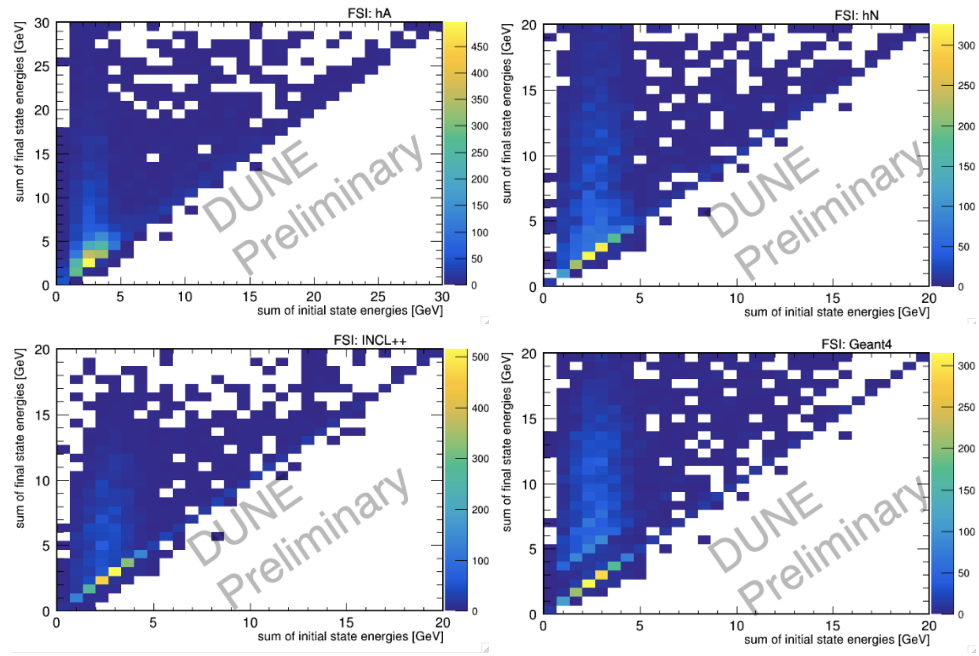 FSI: hA
sum of final state energies [GeV]
30
25
20
15
10
5
0
0 5 10 15 20 25 30
sum of initial state energies [GeV]
450
400
350
300
250
200
150
100
50
0
DUNE
Preliminary
FSI: hN
sum of final state energies [GeV]
20
15
10
5
0
0 5 10 15 20
sum of initial state energies [GeV]
300
250
200
150
100
50
0
DUNE
Preliminary
FSI: INCL++
sum of final state energies [GeV]
20
15
10
5
0
0 5 10 15 20
sum of initial state energies [GeV]
500
400
300
200
100
0
DUNE
Preliminary
FSI: Geant4
sum of final state energies [GeV]
20
15
10
5
0
0 5 10 15 20
sum of initial state energies [GeV]
300
250
200
150
100
50
0
DUNE
Preliminary